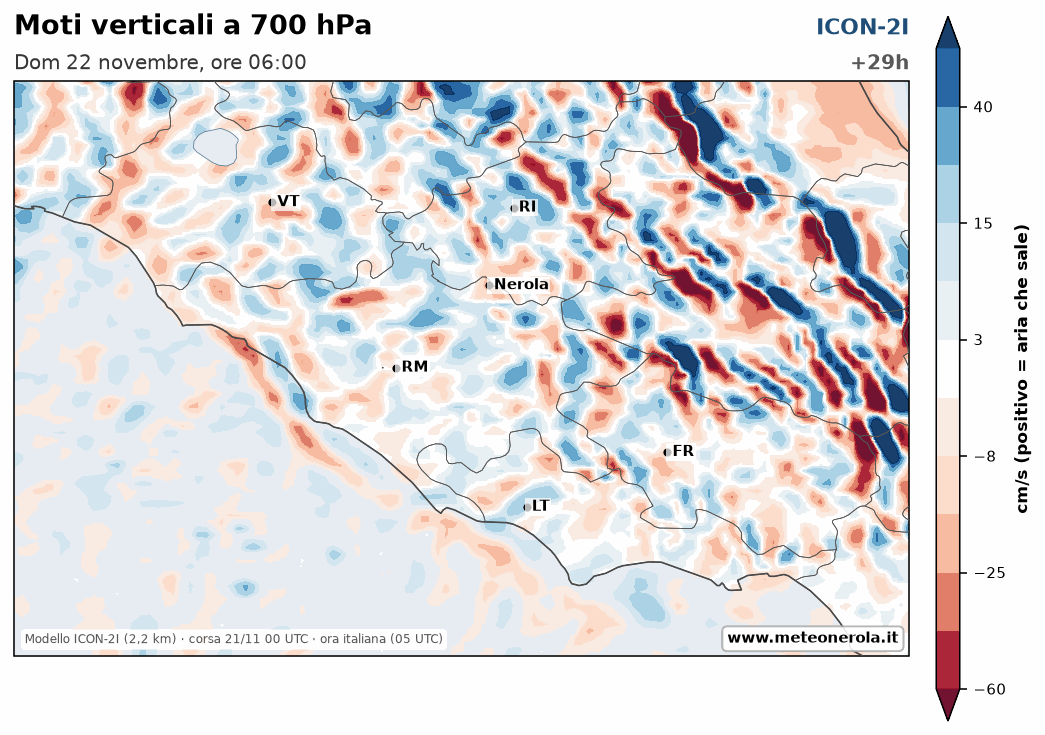 Moti verticali a 700 hPa
ICON-2I
Dom 22 novembre, ore 06:00
+29h
VT
RI
Nerola
RM
FR
LT
Modello ICON-2I (2,2 km) · corsa 21/11 00 UTC · ora italiana (05 UTC)
www.meteonerola.it
40
15
3
−8
−25
−60
cm/s (positivo = aria che sale)